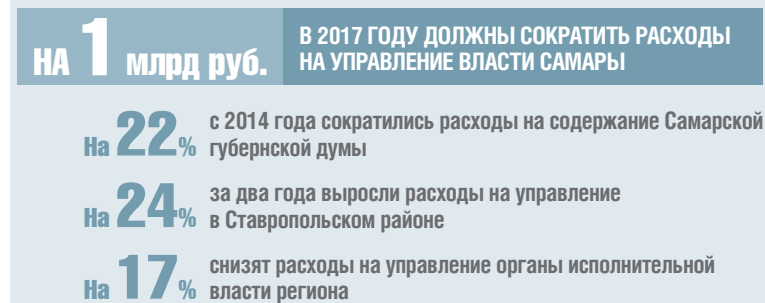 НА 1 млрд руб.
В 2017 ГОДУ ДОЛЖНЫ СОКРАТИТЬ РАСХОДЫ
НА УПРАВЛЕНИЕ ВЛАСТИ САМАРЫ
На 22%
с 2014 года сократились расходы на содержание Самарской
губернской думы
На 24%
за два года выросли расходы на управление
в Ставропольском районе
На 17%
снизят расходы на управление органы исполнительной
власти региона